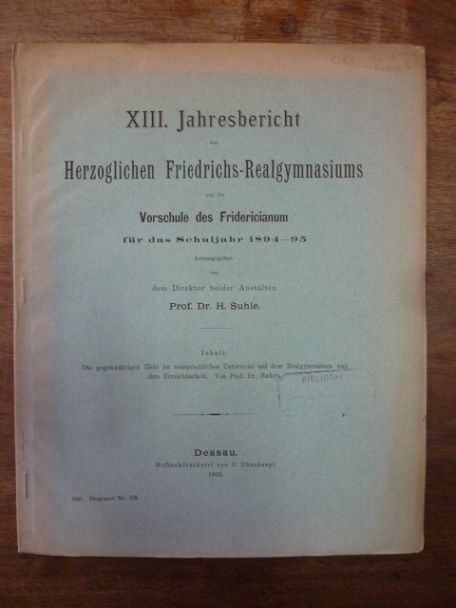 XIII. Jahresbericht
des
Herzoglichen Friedrichs-Realgymnasiums
und der
Vorschule des Fridericianum
für das Schuljahr 1894—95
herausgegeben
von
dem Direktor beider Anstalten
Prof. Dr. H. Suhle.
Inhalt:
Die gegenwärtigen Ziele im neusprachlichen Unterricht auf dem Realgymnasium und
ihre Erreichbarkeit. Von Prof. Dr. Bahrs.
BIBLIOTH
Dessau.
Hofbuchdruckerei von C. Dünnhaupt.
1895.
1895. Programm No.